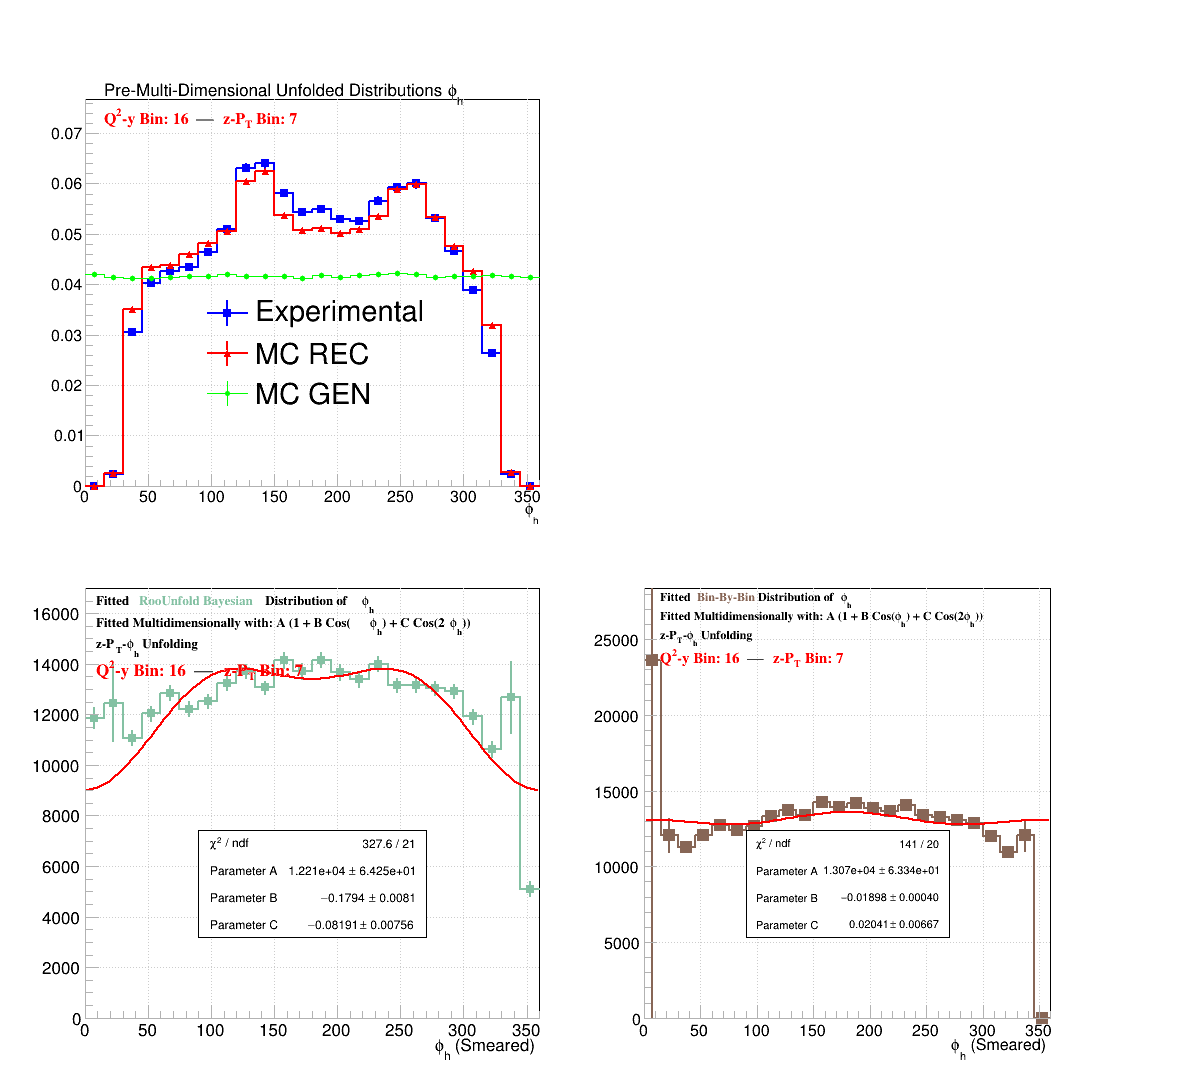 Pre-Multi-Dimensional Unfolded Distributions ϕh
Q2-y Bin: 16 — z-PT Bin: 7
0.07
0.06
0.05
0.04
0.03
0.02
0.01
0
Experimental
MC REC
MC GEN
0 50 100 150 200 250 300 350
ϕh
Fitted RooUnfold Bayesian Distribution of ϕh
Fitted Multidimensionally with: A (1 + B Cos( ϕh) + C Cos(2 ϕh))
z-PT-ϕh Unfolding
Q2-y Bin: 16 — z-PT Bin: 7
16000
14000
12000
10000
8000
6000
4000
2000
0
χ2 / ndf 327.6 / 21
Parameter A 1.221e+04 ± 6.425e+01
Parameter B −0.1794 ± 0.0081
Parameter C −0.08191 ± 0.00756
0 50 100 150 200 250 300 350
ϕh (Smeared)
Fitted Bin-By-Bin Distribution of ϕh
Fitted Multidimensionally with: A (1 + B Cos(ϕh) + C Cos(2ϕh))
z-PT-ϕh Unfolding
Q2-y Bin: 16 — z-PT Bin: 7
25000
20000
15000
10000
5000
0
χ2 / ndf 141 / 20
Parameter A 1.307e+04 ± 6.334e+01
Parameter B −0.01898 ± 0.00040
Parameter C 0.02041 ± 0.00667
0 50 100 150 200 250 300 350
ϕh (Smeared)